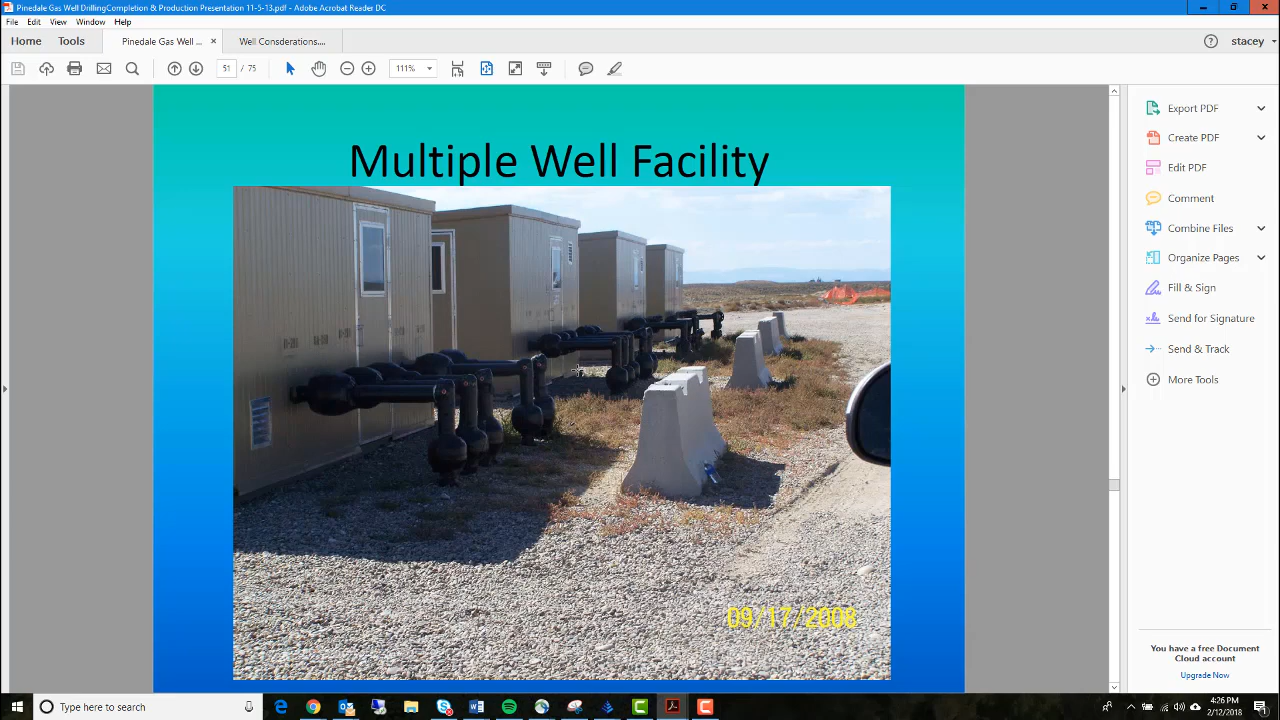 Pinedale Gas Well DrillingCompletion & Production Presentation 11-5-13.pdf - Adobe Acrobat Reader DC
File Edit View Window Help
Home Tools Pinedale Gas Well ... × Well Consderations.... ? stacey
51 / 75 111%
Multiple Well Facility
09/17/2008
Export PDF
Create PDF
Edit PDF
Comment
Combine Files
Organize Pages
Fill & Sign
Send for Signature
Send & Track
More Tools
You have a free Document
Cloud account
Upgrade Now
Type here to search
4:26 PM
2/12/2018